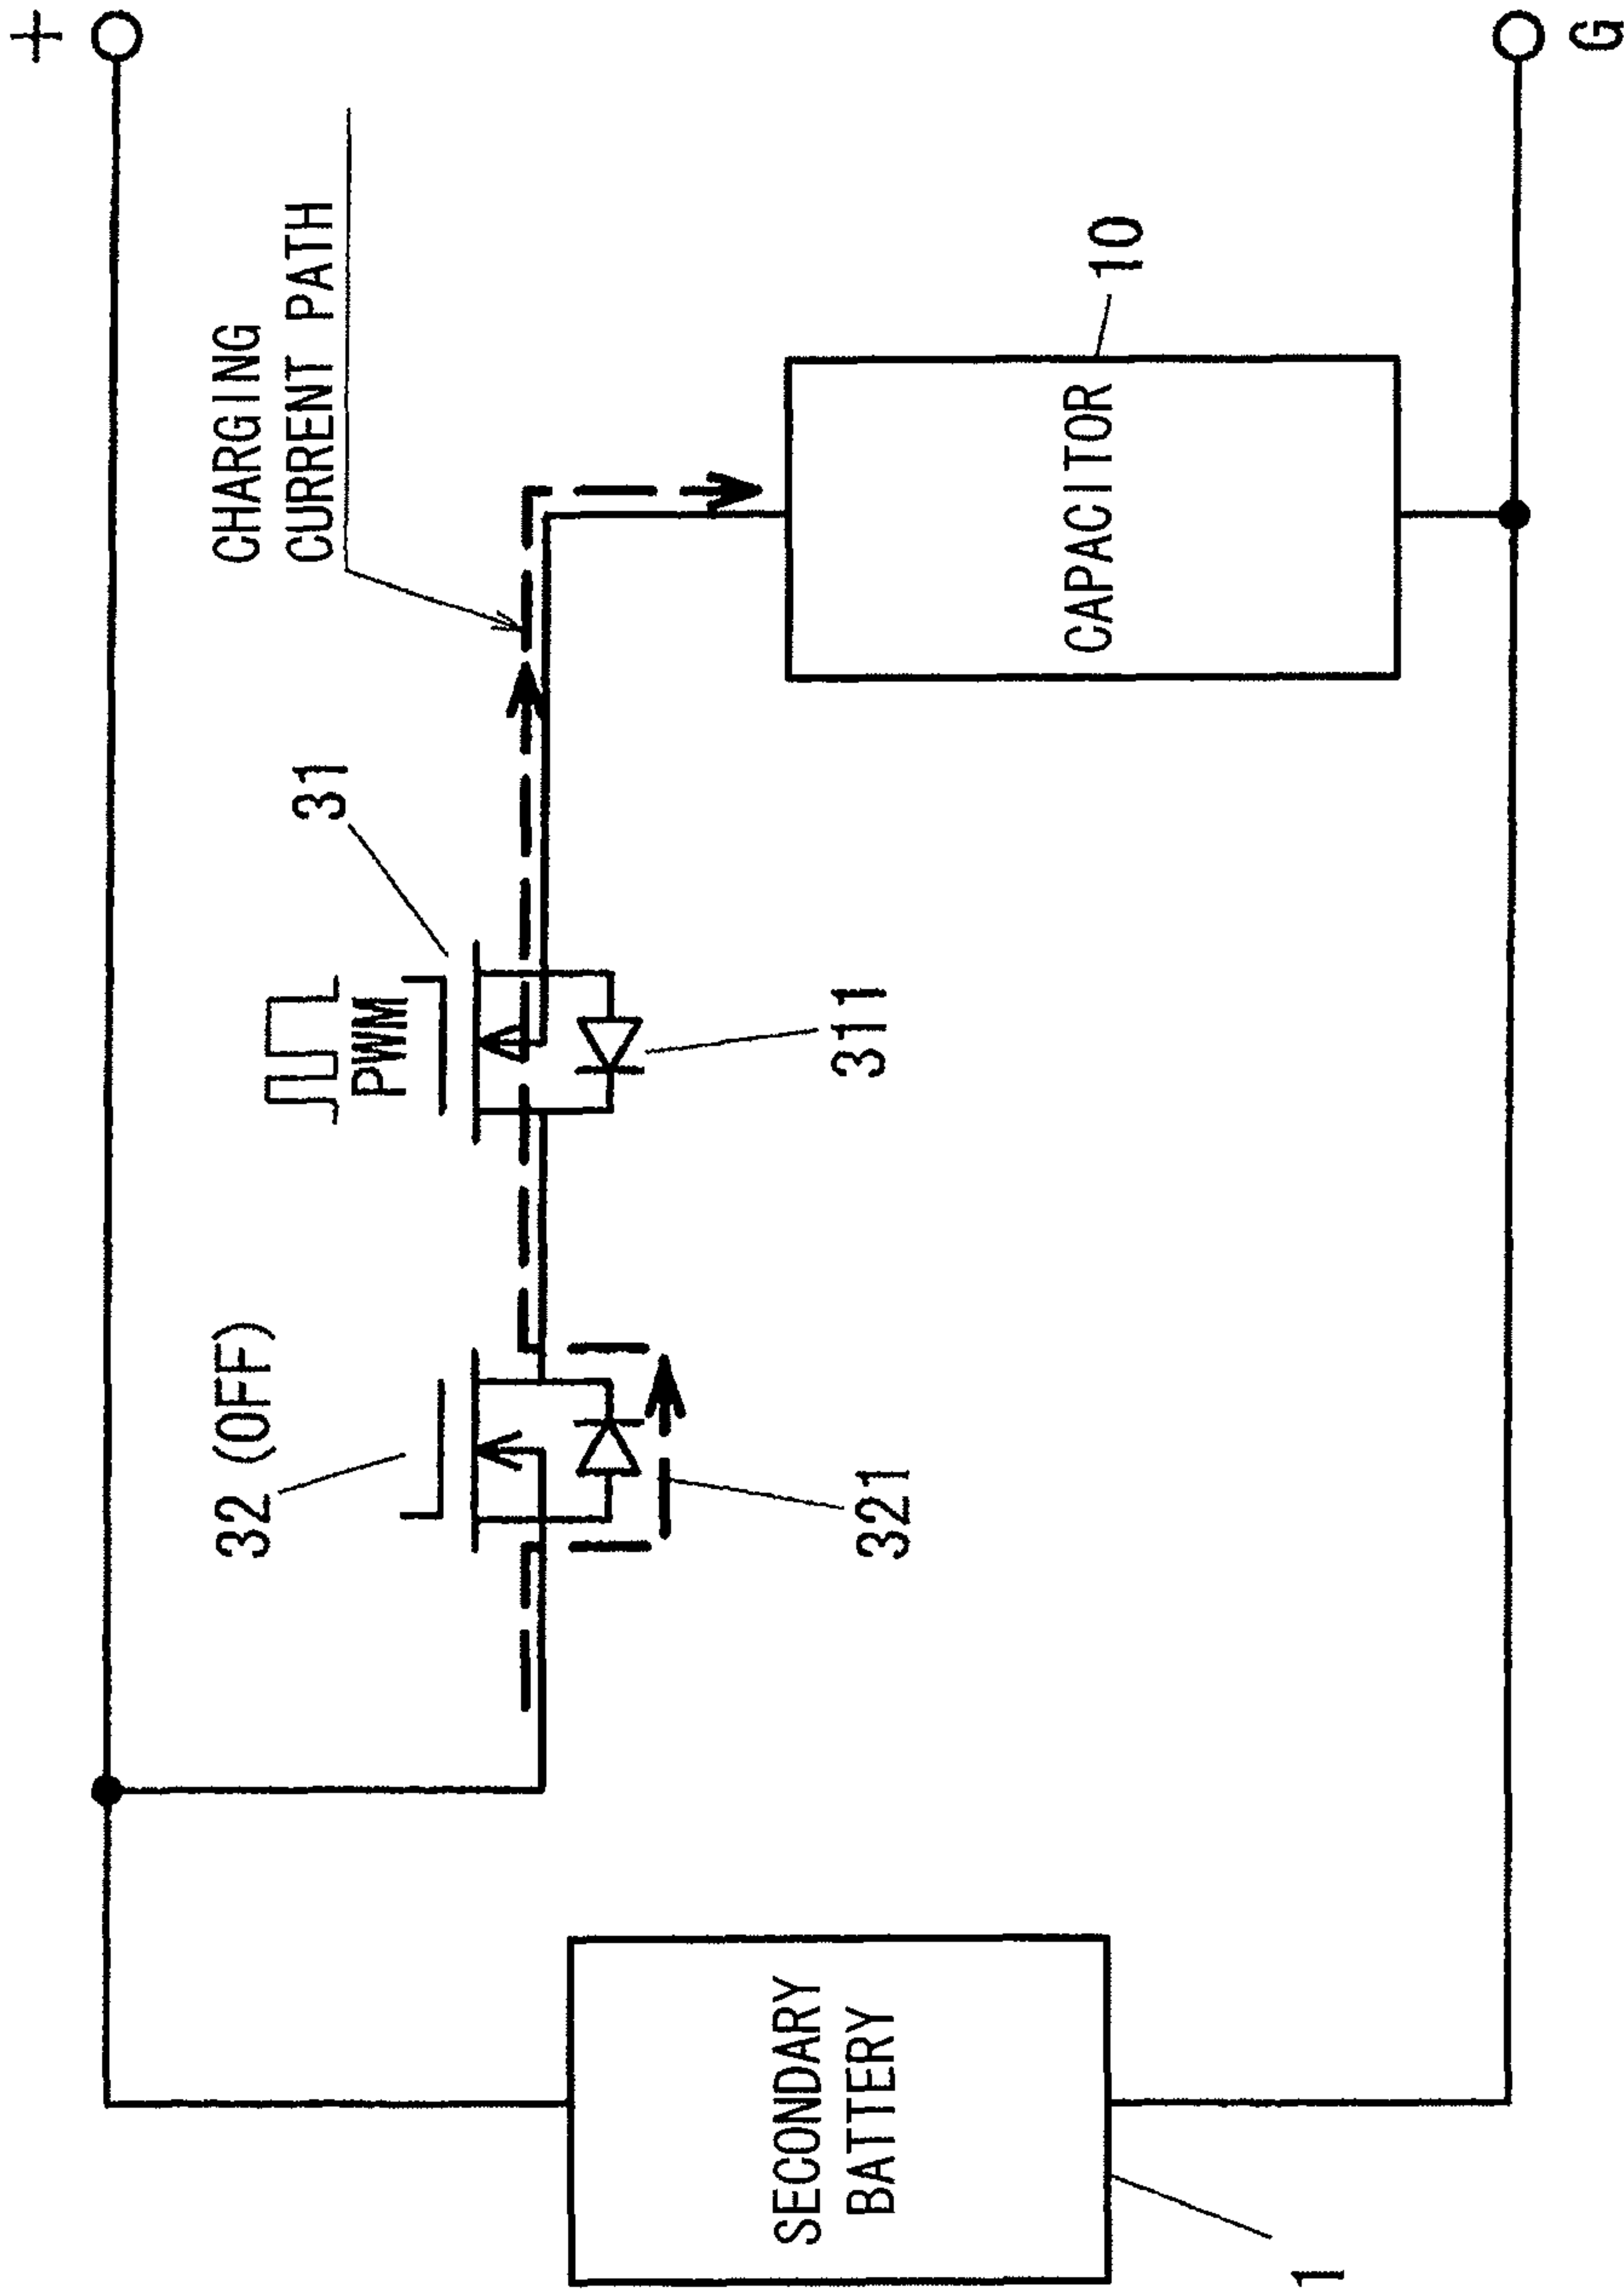 +
CHARGING
CURRENT PATH
32 (OFF)
PWM
31
321
311
SECONDARY
BATTERY
CAPACITOR
10
1
G